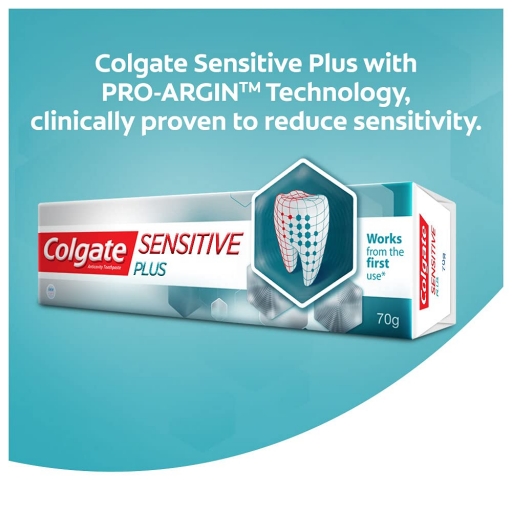 Colgate Sensitive Plus with
PRO-ARGIN™ Technology,
clinically proven to reduce sensitivity.
Colgate SENSITIVE
PLUS
Works
from the
first
use*
70g
Colgate
SENSITIVE
PLUS 70g